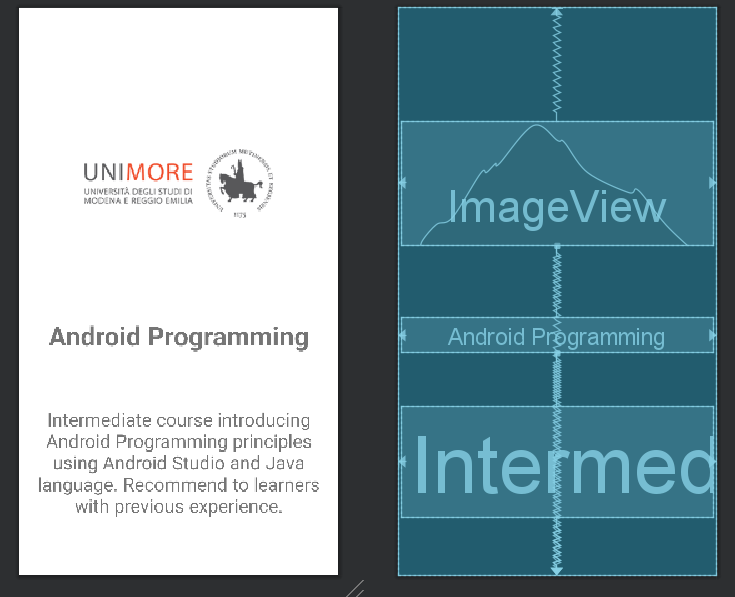 UNIMORE
UNIVERSITÀ DEGLI STUDI DI
MODENA E REGGIO EMILIA
1175
Android Programming
Intermediate course introducing
Android Programming principles
using Android Studio and Java
language. Recommend to learners
with previous experience.
ImageView
Android Programming
Intermed